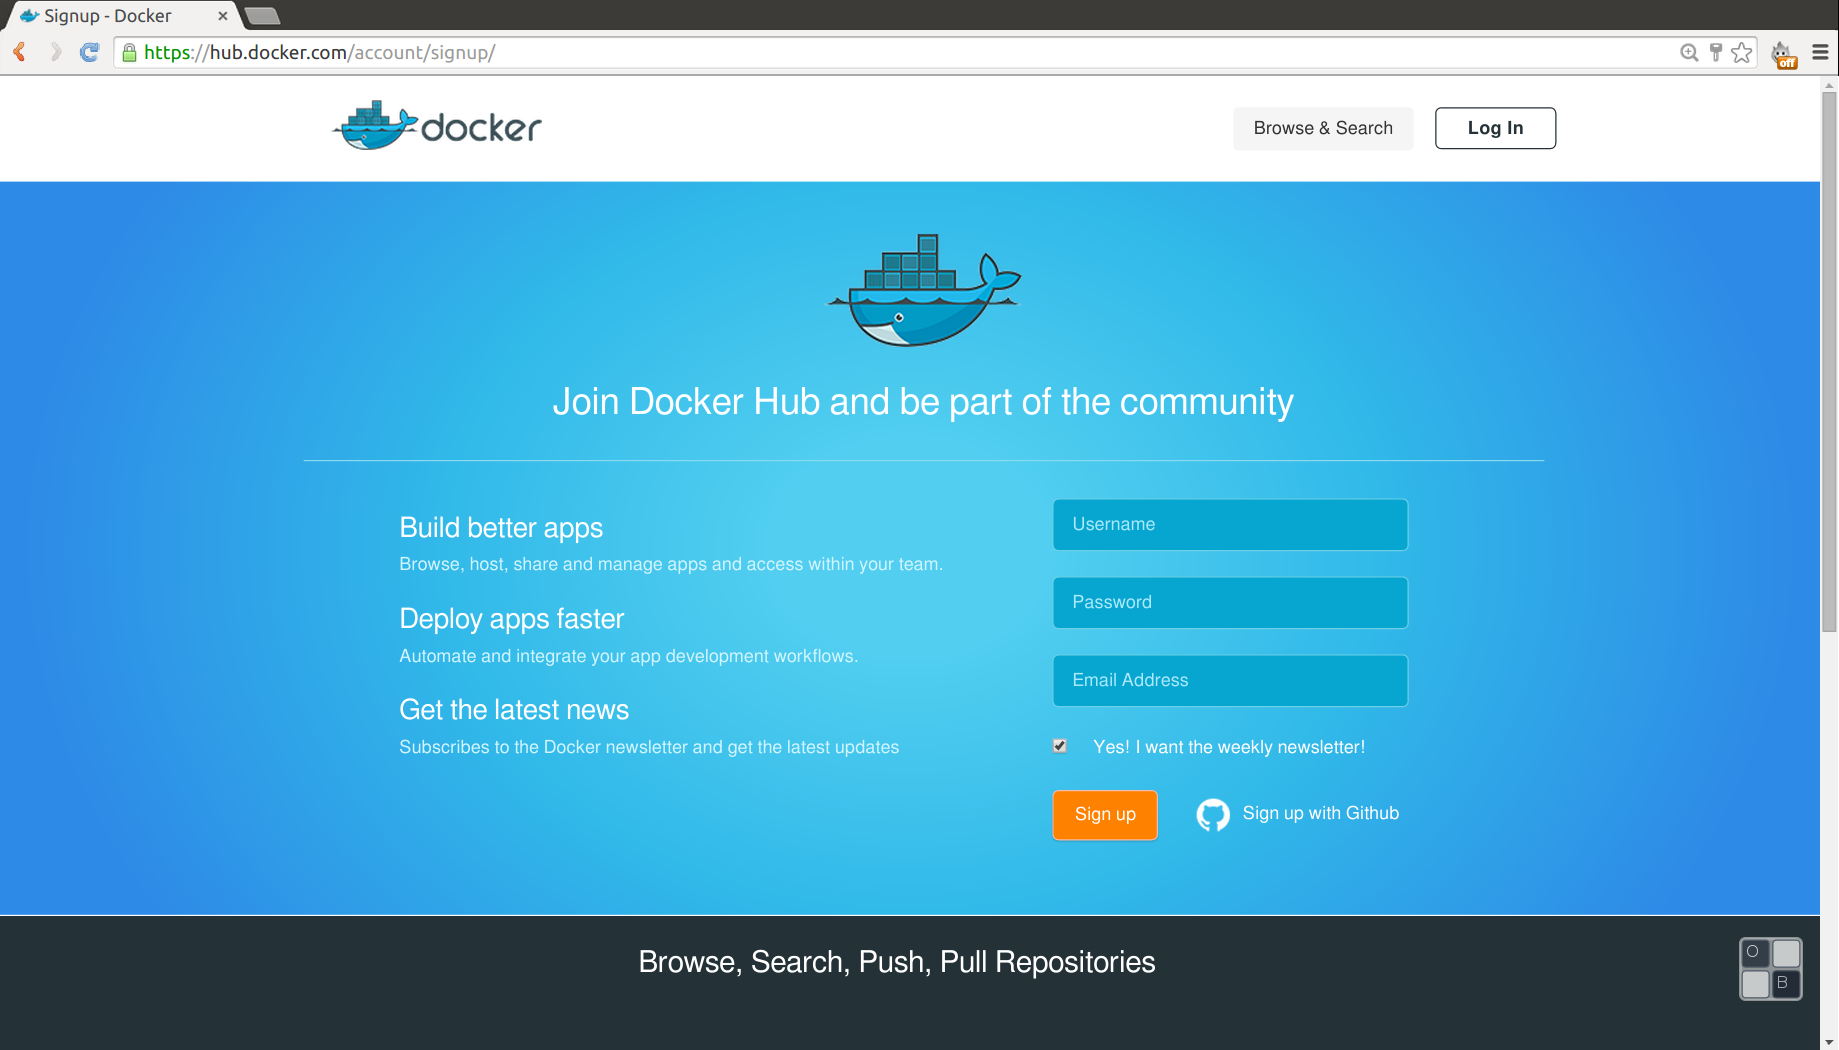 Signup - Docker
https://hub.docker.com/account/signup/
off
docker
Browse & Search
Log In
Join Docker Hub and be part of the community
Build better apps
Browse, host, share and manage apps and access within your team.
Deploy apps faster
Automate and integrate your app development workflows.
Get the latest news
Subscribes to the Docker newsletter and get the latest updates
Username
Password
Email Address
Yes! I want the weekly newsletter!
Sign up
Sign up with Github
Browse, Search, Push, Pull Repositories
O
B